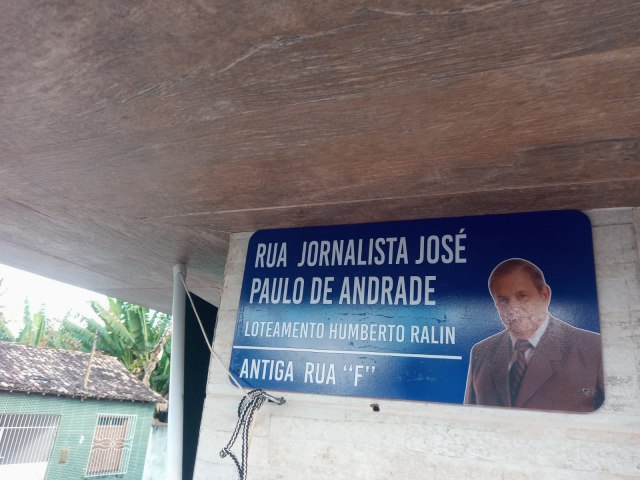 RUA JORNALISTA JOSÉ
PAULO DE ANDRADE
LOTEAMENTO HUMBERTO RALIN
ANTIGA RUA “F”